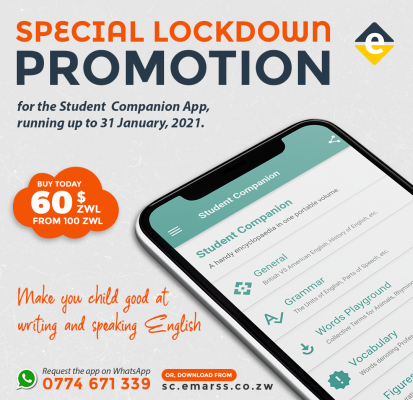 SPECIAL LOCKDOWN
PROMOTION
for the Student Companion App,
running up to 31 January, 2021.
e
BUY TODAY
60 $ ZWL
FROM 100 ZWL
Student Companion
Student Companion
A handy encyclopaedia in one portable volume.
General
British VS American English, History of English, etc.
Grammar
The Units of English, Parts of Speech, etc.
Words Playground
Collective Terms for Animals, Rhyming
Vocabulary
Words denoting
Figures
Make you child good at
writing and speaking English
Request the app on WhatsApp
0774 671 339
OR, DOWNLOAD FROM
sc.emarss.co.zw